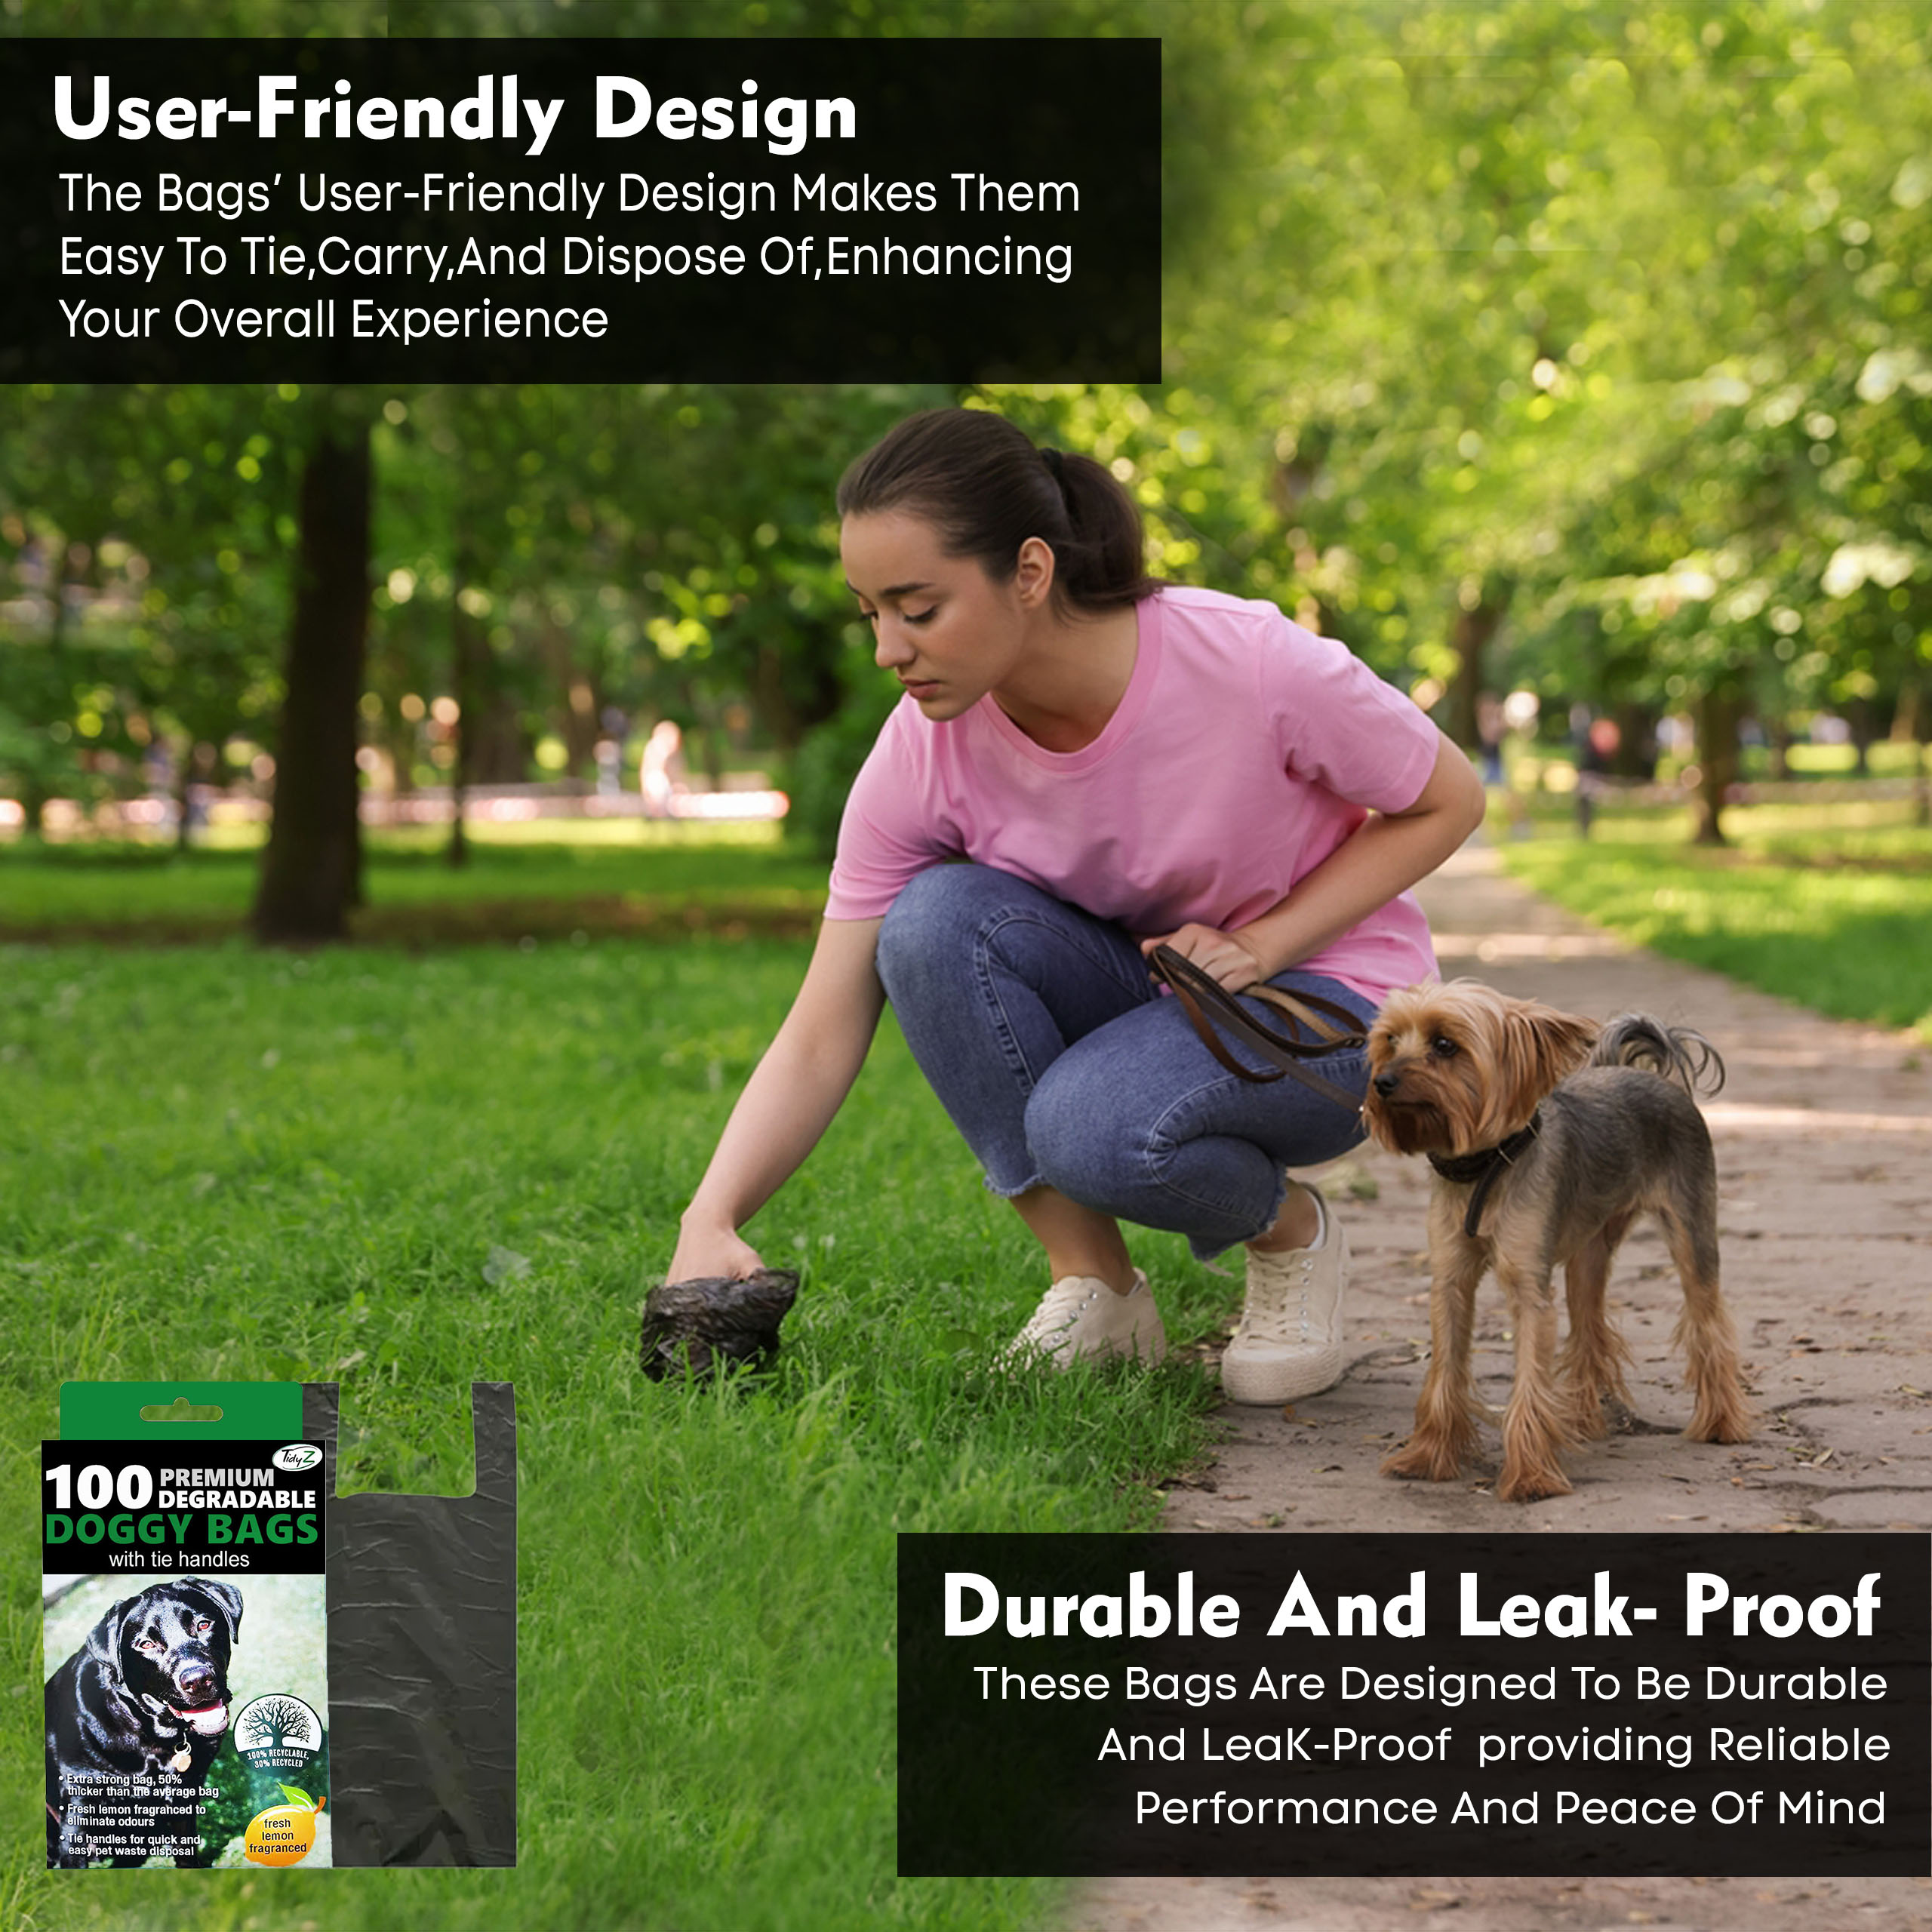 User-Friendly Design
The Bags’ User-Friendly Design Makes Them
Easy To Tie,Carry,And Dispose Of,Enhancing
Your Overall Experience
TidyZ
100 PREMIUM
DEGRADABLE
DOGGY BAGS
with tie handles
100% RECYCLABLE,
30% RECYCLED
• Extra strong bag, 50%
thicker than the average bag
• Fresh lemon fragranced to
eliminate odours
• Tie handles for quick and
easy pet waste disposal
fresh
lemon
fragranced
Durable And Leak- Proof
These Bags Are Designed To Be Durable
And LeaK-Proof  providing Reliable
Performance And Peace Of Mind